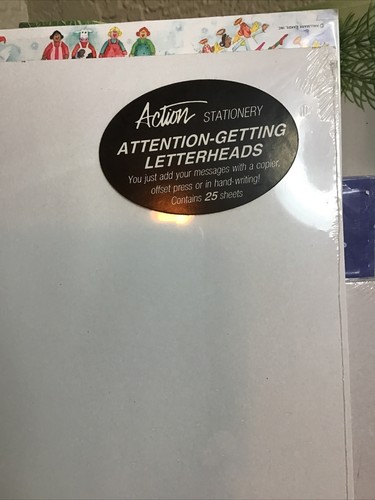 Action STATIONERY
ATTENTION-GETTING
LETTERHEADS
You just add your messages with a copier,
offset press or in hand-writing!
Contains 25 sheets